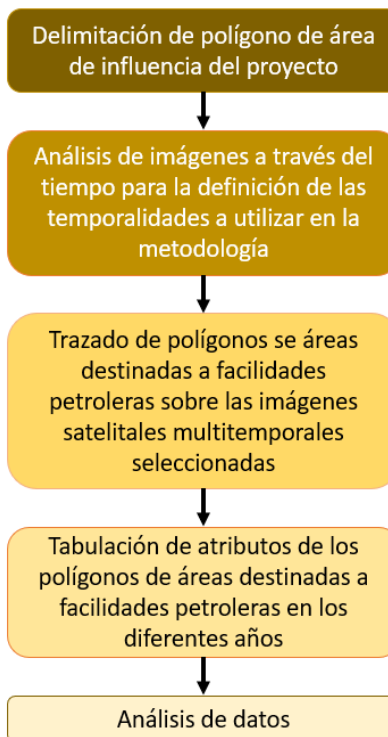 Delimitación de polígono de área
de influencia del proyecto
Análisis de imágenes a través del
tiempo para la definición de las
temporalidades a utilizar en la
metodología
Trazado de polígonos se áreas
destinadas a facilidades
petroleras sobre las imágenes
satelitales multitemporales
seleccionadas
Tabulación de atributos de los
polígonos de áreas destinadas a
facilidades petroleras en los
diferentes años
Análisis de datos